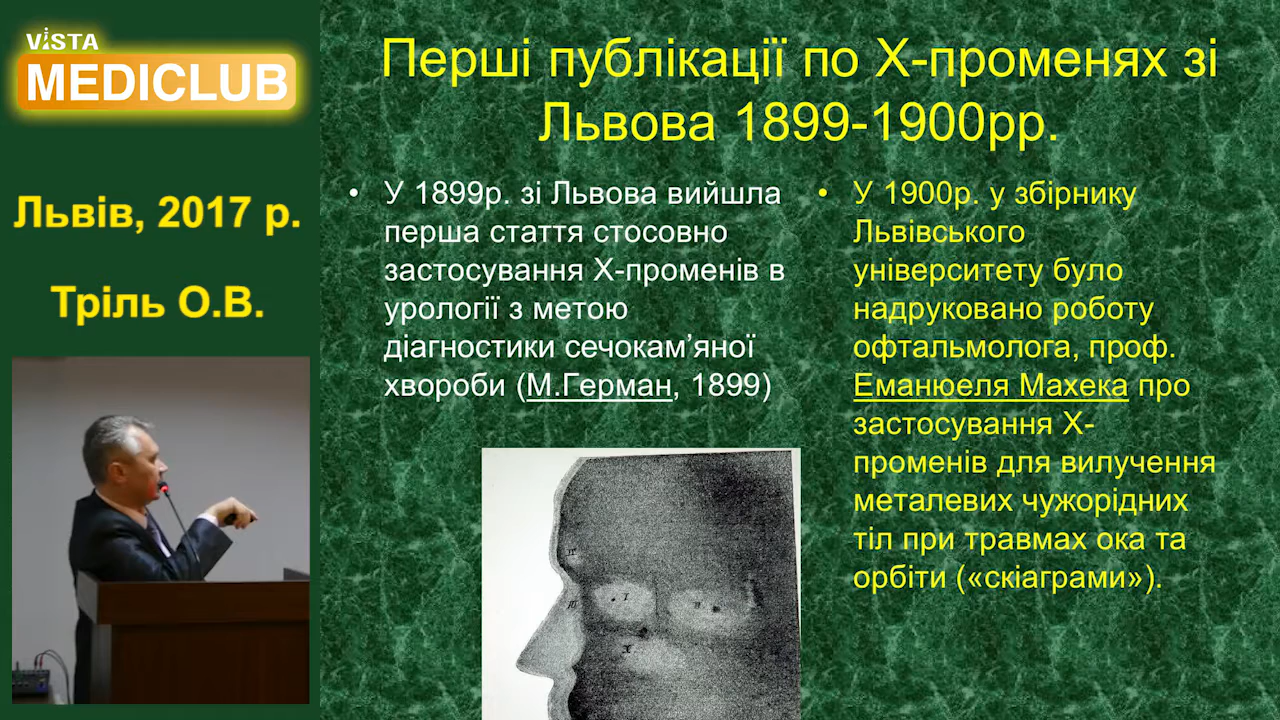 VISTA
MEDICLUB
Львів, 2017 р.
Тріль О.В.
Перші публікації по Х-променях зі
Львова 1899-1900рр.
• У 1899р. зі Львова вийшла
перша стаття стосовно
застосування Х-променів в
урології з метою
діагностики сечокам’яної
хвороби (М.Герман, 1899)
• У 1900р. у збірнику
Львівського
університету було
надруковано роботу
офтальмолога, проф.
Еманюеля Махека про
застосування Х-
променів для вилучення
металевих чужорідних
тіл при травмах ока та
орбіти («скіаграми»).